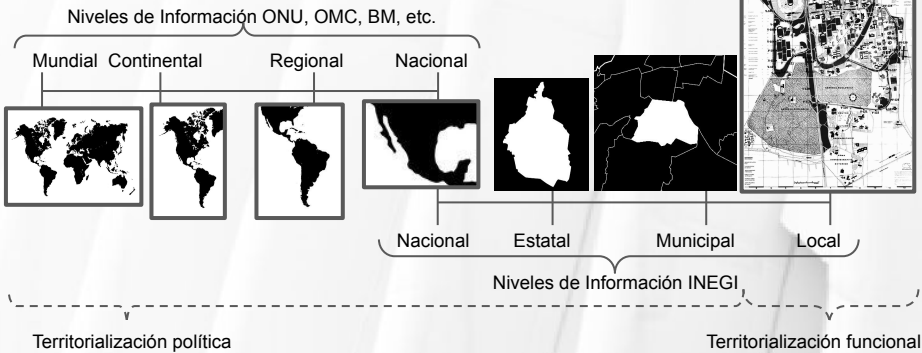 Niveles de Información ONU, OMC, BM, etc.
Mundial Continental Regional Nacional
Nacional Estatal Municipal Local
Niveles de Información INEGI
Territorialización política Territorialización funcional